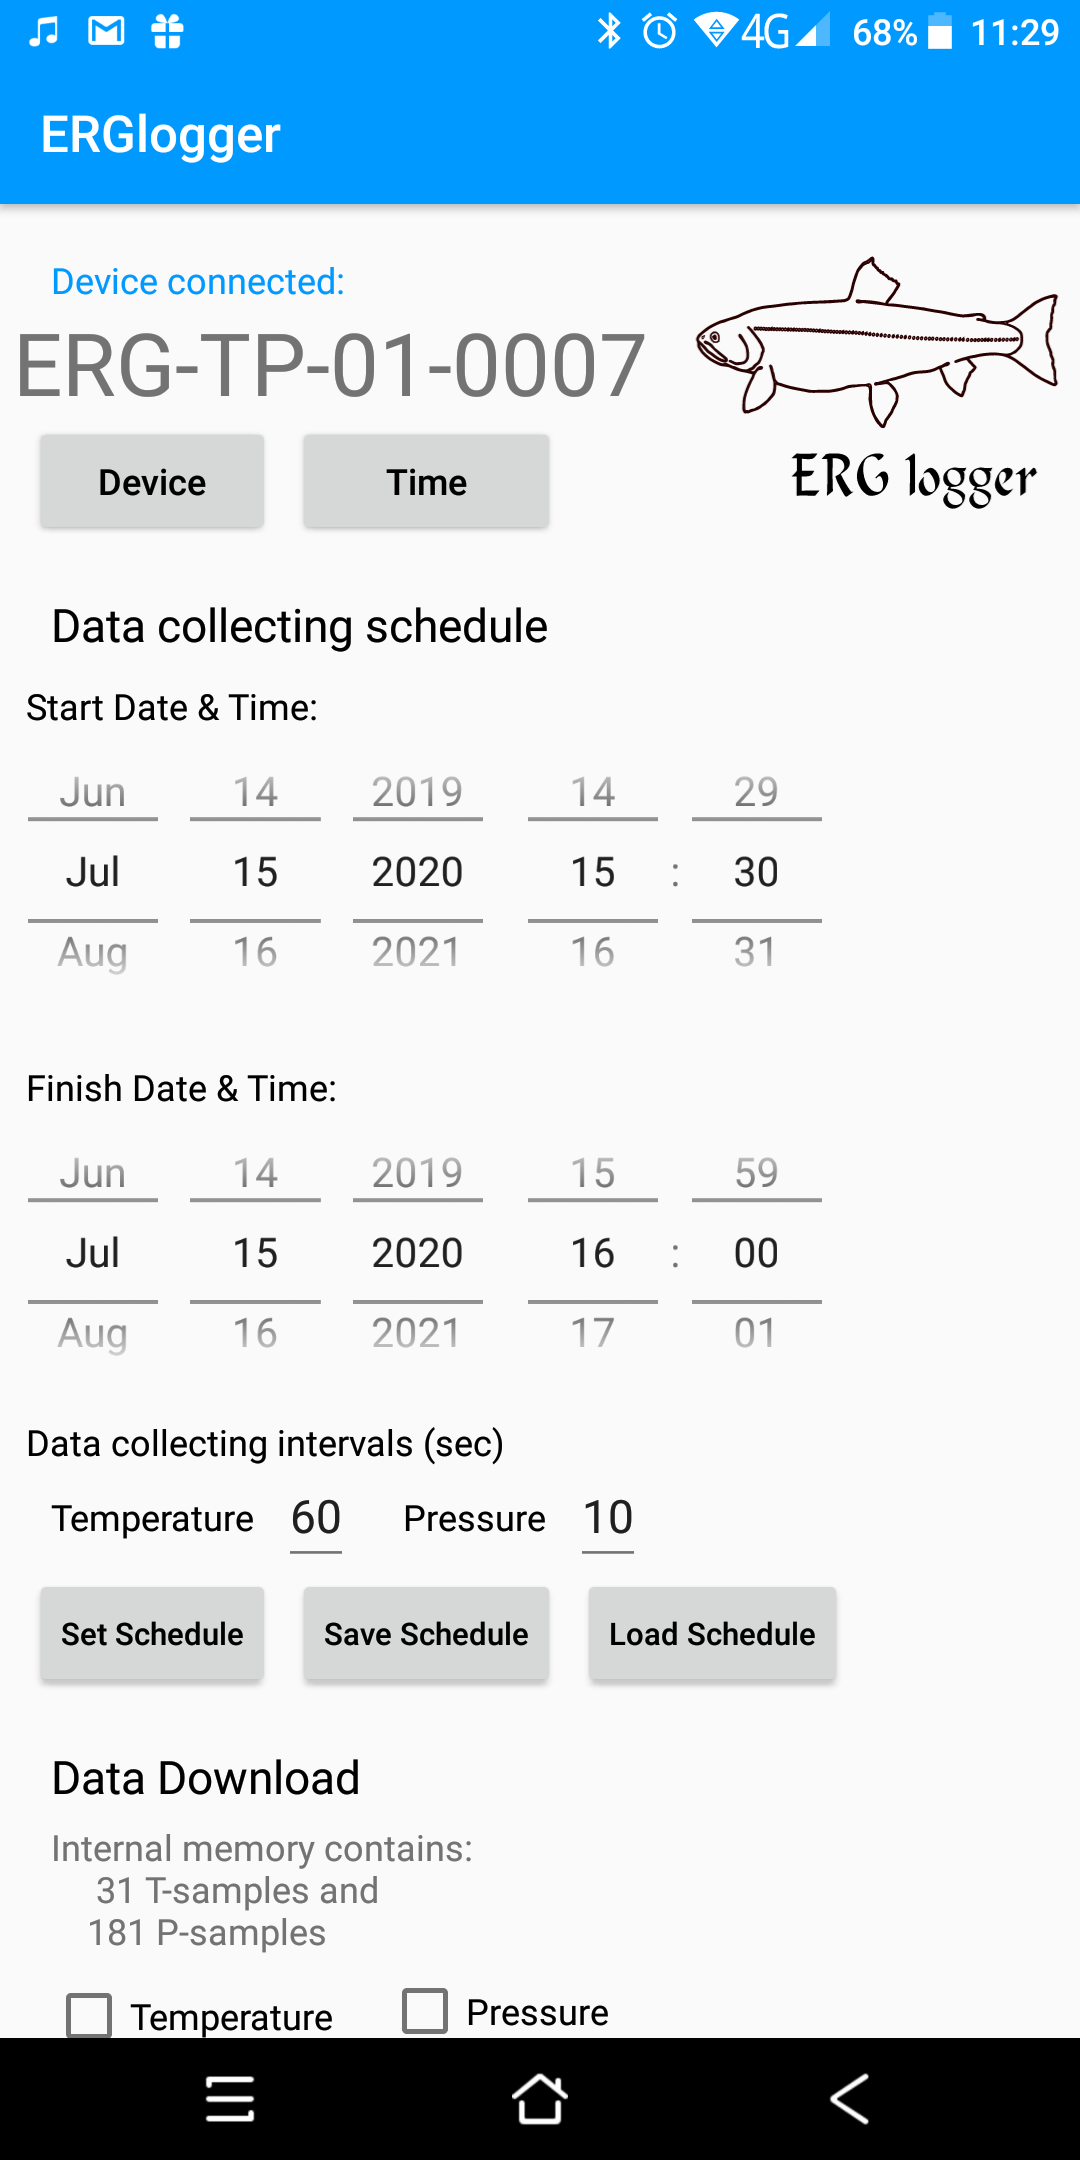 4G 68% 11:29
ERGlogger
Device connected:
ERG-TP-01-0007
Device Time
ERG logger
Data collecting schedule
Start Date & Time:
Jun 14 2019 14 29
Jul 15 2020 15 : 30
Aug 16 2021 16 31
Finish Date & Time:
Jun 14 2019 15 59
Jul 15 2020 16 : 00
Aug 16 2021 17 01
Data collecting intervals (sec)
Temperature 60 Pressure 10
Set Schedule Save Schedule Load Schedule
Data Download
Internal memory contains:
31 T-samples and
181 P-samples
Temperature Pressure